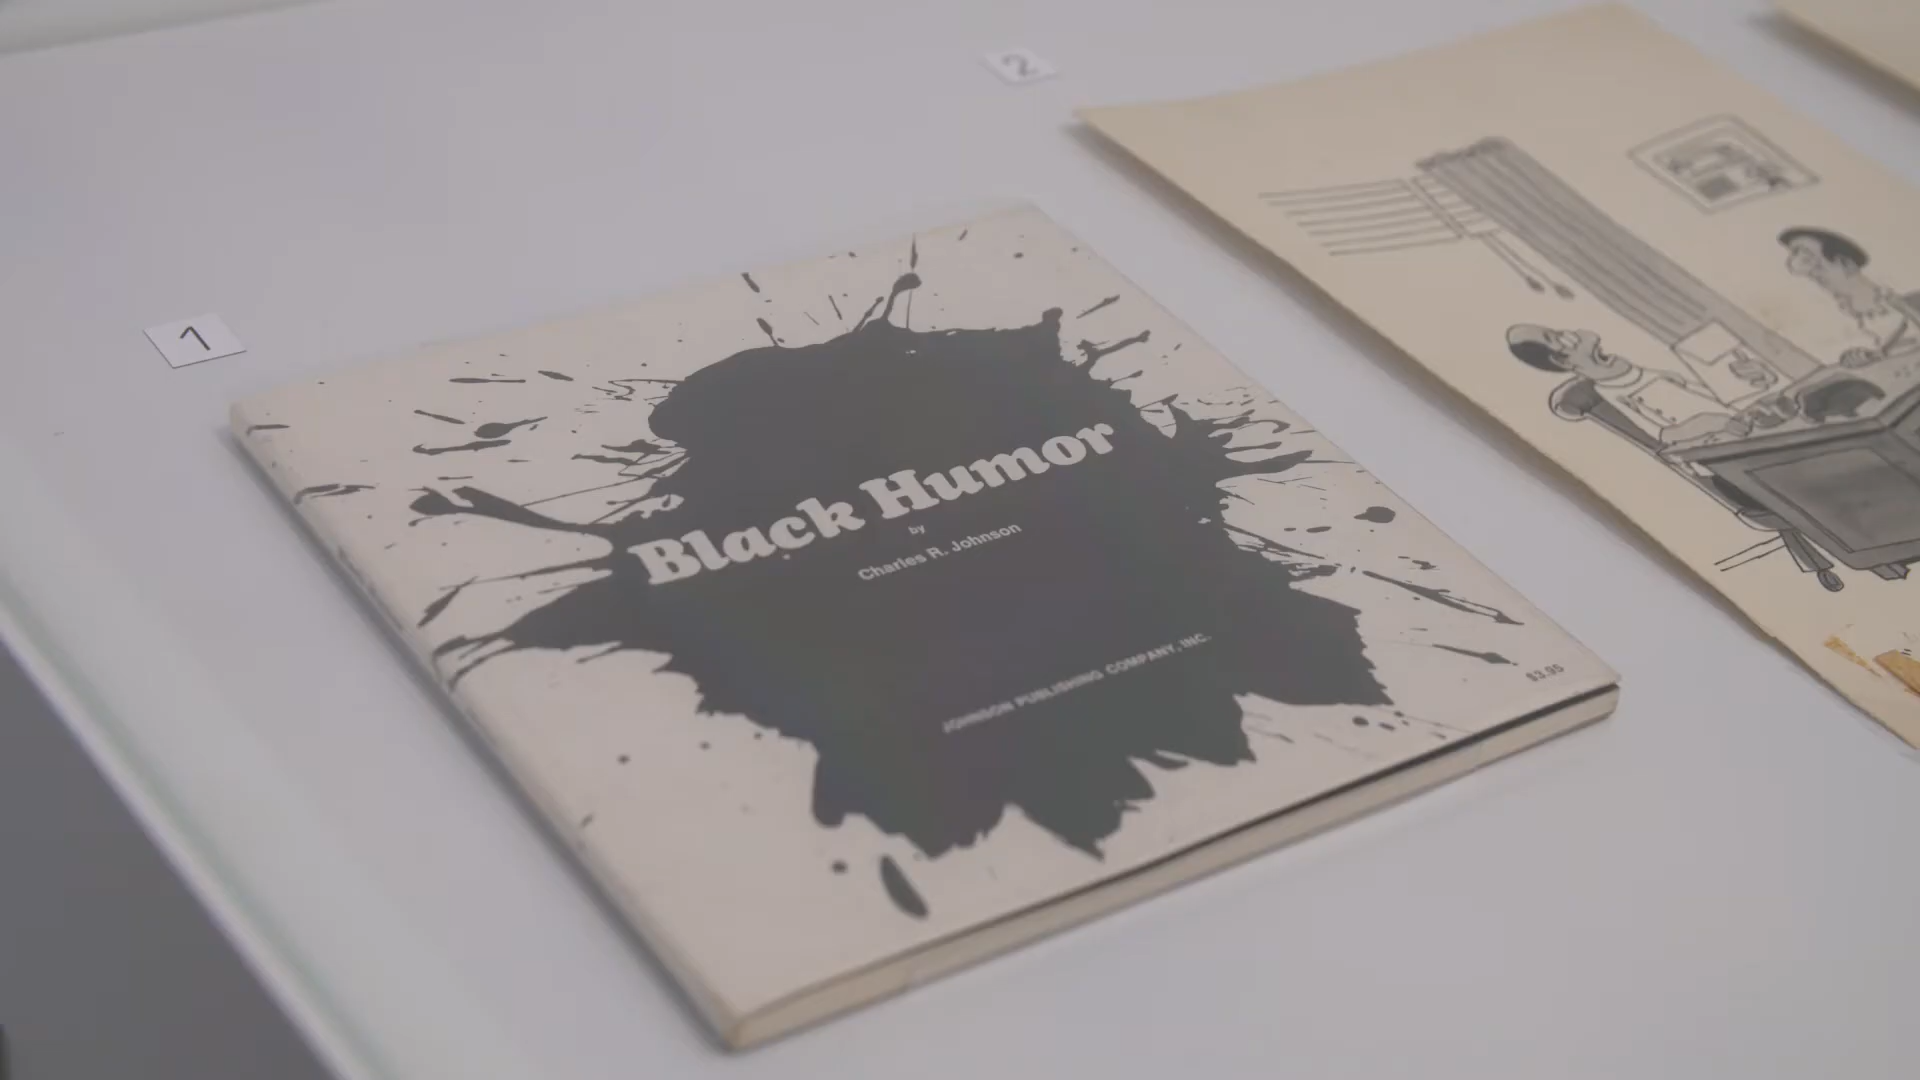 1
2
Black Humor
by
Charles R. Johnson
JOHNSON PUBLISHING COMPANY, INC.
$3.95